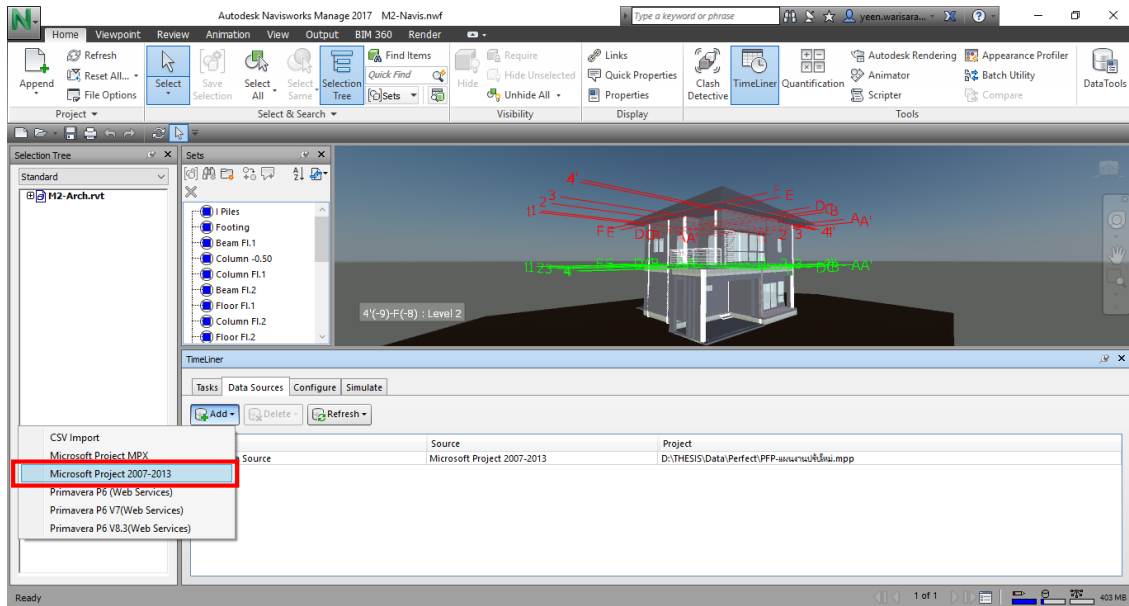 Autodesk Navisworks Manage 2017 M2-Navis.nwf
Type a keyword or phrase
yeen.warisara...
Home Viewpoint Review Animation View Output BIM 360 Render
Append
Refresh
Reset All...
File Options
Project
Select
Save Selection
Select All
Select Same
Selection Tree
Find Items
Quick Find
Sets
Select & Search
Hide
Require
Hide Unselected
Unhide All
Visibility
Links
Quick Properties
Properties
Display
Clash Detective
TimeLiner
Quantification
Autodesk Rendering
Animator
Scripter
Appearance Profiler
Batch Utility
Compare
Tools
DataTools
Selection Tree
Standard
M2-Arch.rvt
Sets
I Piles
Footing
Beam Fl.1
Column -0.50
Column Fl.1
Beam Fl.2
Floor Fl.1
Column Fl.2
Floor Fl.2
4'(-9)-F(-8) : Level 2
TimeLiner
Tasks Data Sources Configure Simulate
Add Delete Refresh
Source Project
Source Microsoft Project 2007-2013 D:\THESIS\Data\Perfect\PFP-แผนงานปรับใหม่.mpp
CSV Import
Microsoft Project MPX
Microsoft Project 2007-2013
Primavera P6 (Web Services)
Primavera P6 V7(Web Services)
Primavera P6 V8.3(Web Services)
Ready
1 of 1
403 MB